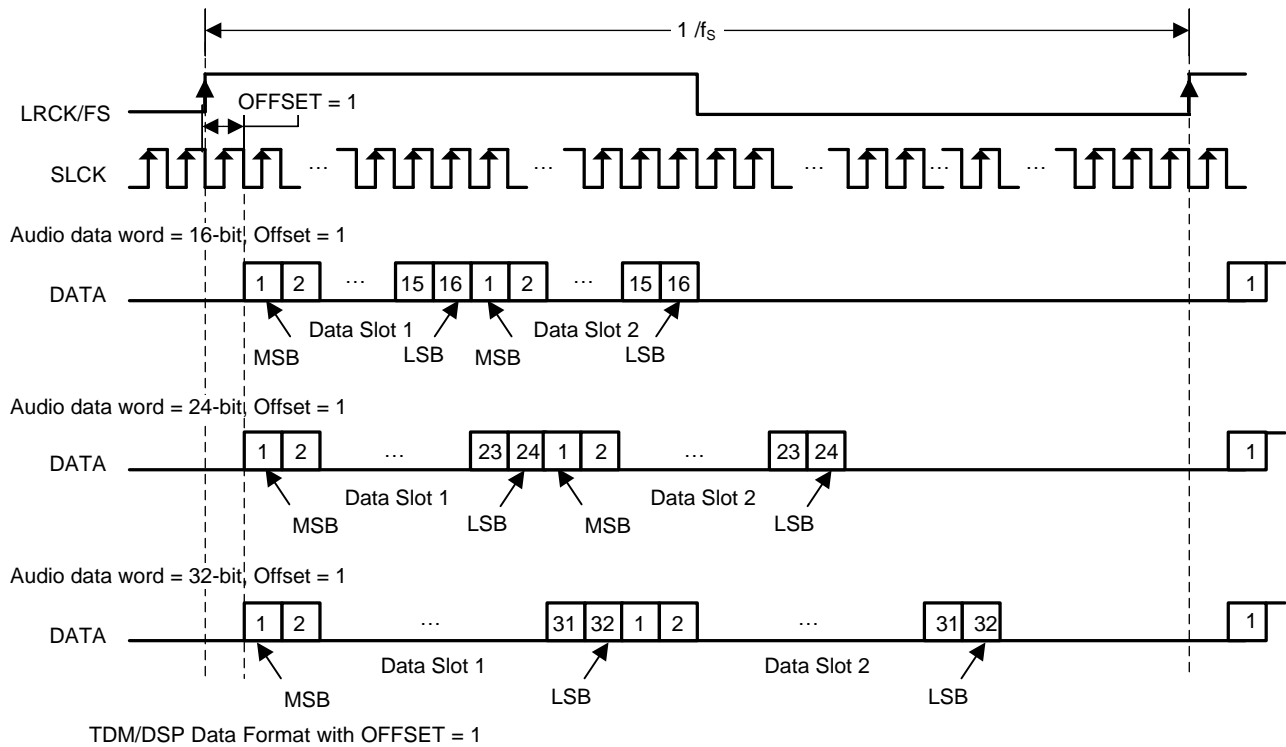 1 /fS
LRCK/FS
OFFSET = 1
SLCK
... ... ... ... ...
Audio data word = 16-bit, Offset = 1
DATA
1 2 ... 15 16 1 2 ... 15 16 1
Data Slot 1 Data Slot 2
MSB LSB MSB LSB
Audio data word = 24-bit, Offset = 1
DATA
1 2 ... 23 24 1 2 ... 23 24 1
Data Slot 1 Data Slot 2
MSB LSB MSB LSB
Audio data word = 32-bit, Offset = 1
DATA
1 2 ... 31 32 1 2 ... 31 32 1
Data Slot 1 Data Slot 2
MSB LSB LSB
TDM/DSP Data Format with OFFSET = 1